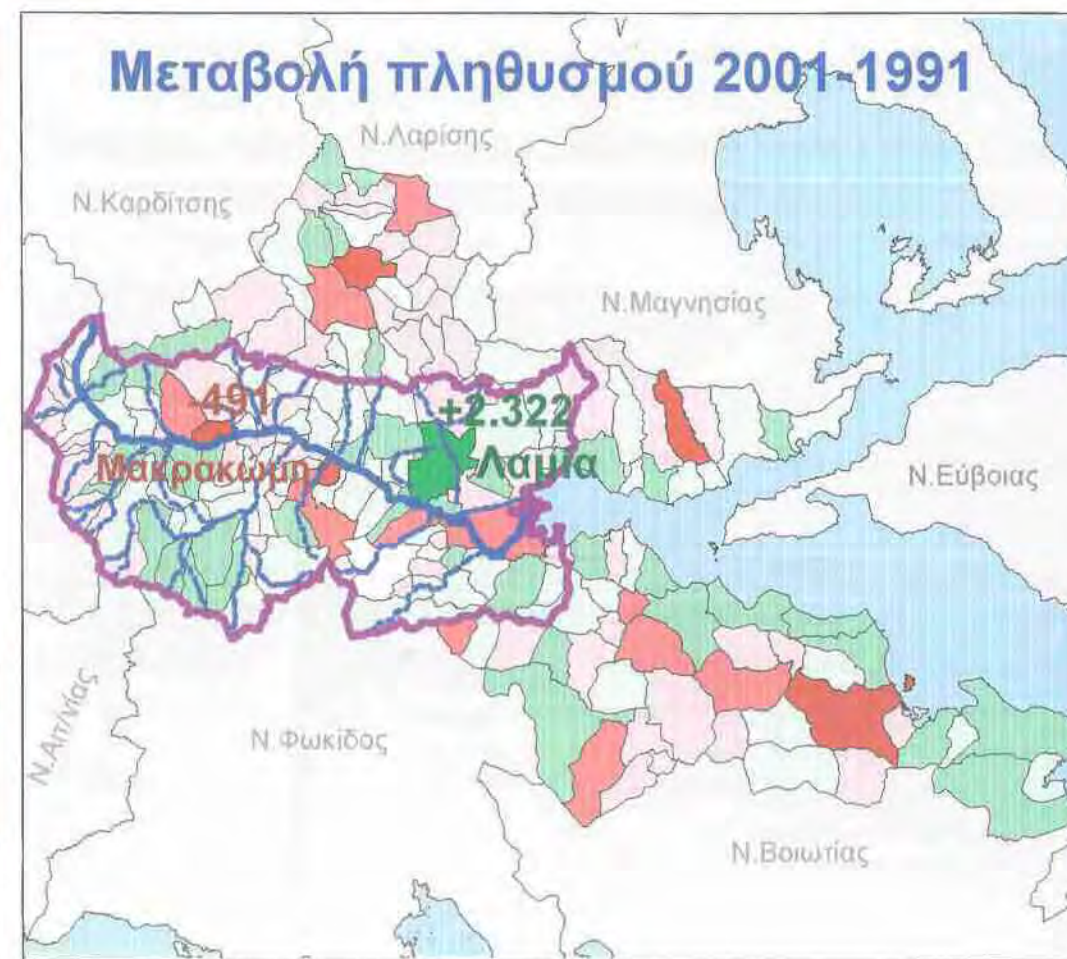 Μεταβολή πληθυσμού 2001-1991
Ν.Λαρίσης
Ν.Καρδίτσης
Ν.Μαγνησίας
-491
+2.322
Μακρακώμη
Λαμία
Ν.Εύβοιας
Ν.Αιτ/νίας
Ν.Φωκίδος
Ν.Βοιωτίας